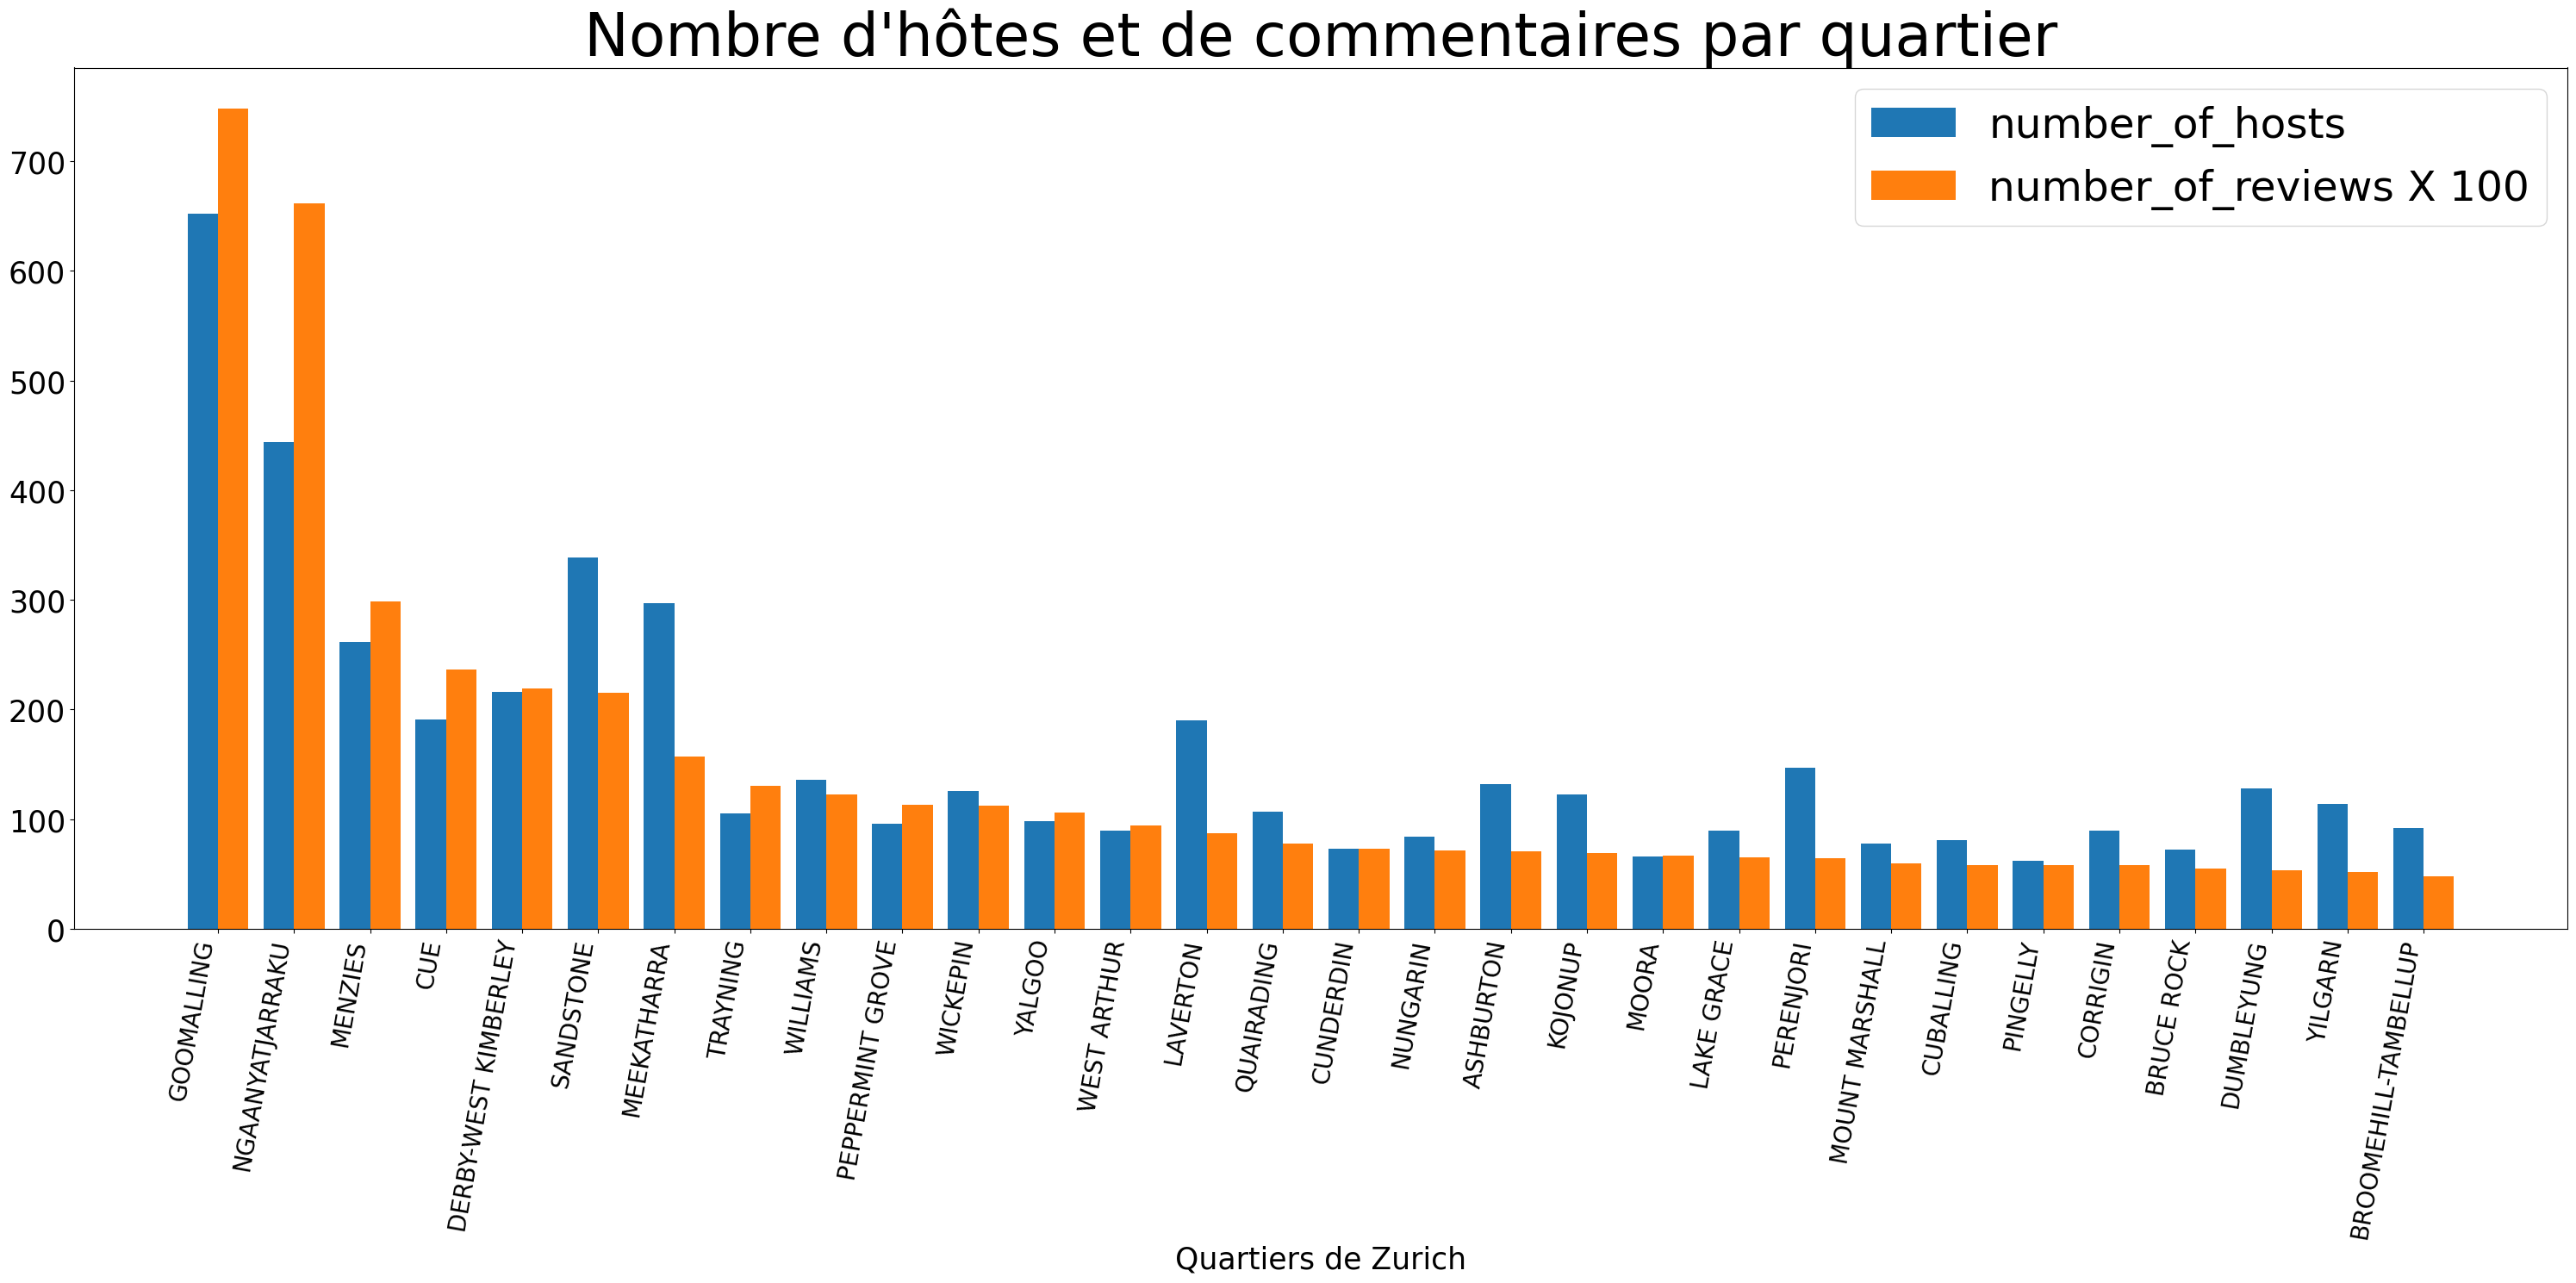 Nombre d'hôtes et de commentaires par quartier
number_of_hosts
number_of_reviews X 100
700
600
500
400
300
200
100
0
GOOMALLING
NGAANYATJARRAKU
MENZIES
CUE
DERBY-WEST KIMBERLEY
SANDSTONE
MEEKATHARRA
TRAYNING
WILLIAMS
PEPPERMINT GROVE
WICKEPIN
YALGOO
WEST ARTHUR
LAVERTON
QUAIRADING
CUNDERDIN
NUNGARIN
ASHBURTON
KOJONUP
MOORA
LAKE GRACE
PERENJORI
MOUNT MARSHALL
CUBALLING
PINGELLY
CORRIGIN
BRUCE ROCK
DUMBLEYUNG
YILGARN
BROOMEHILL-TAMBELLUP
Quartiers de Zurich